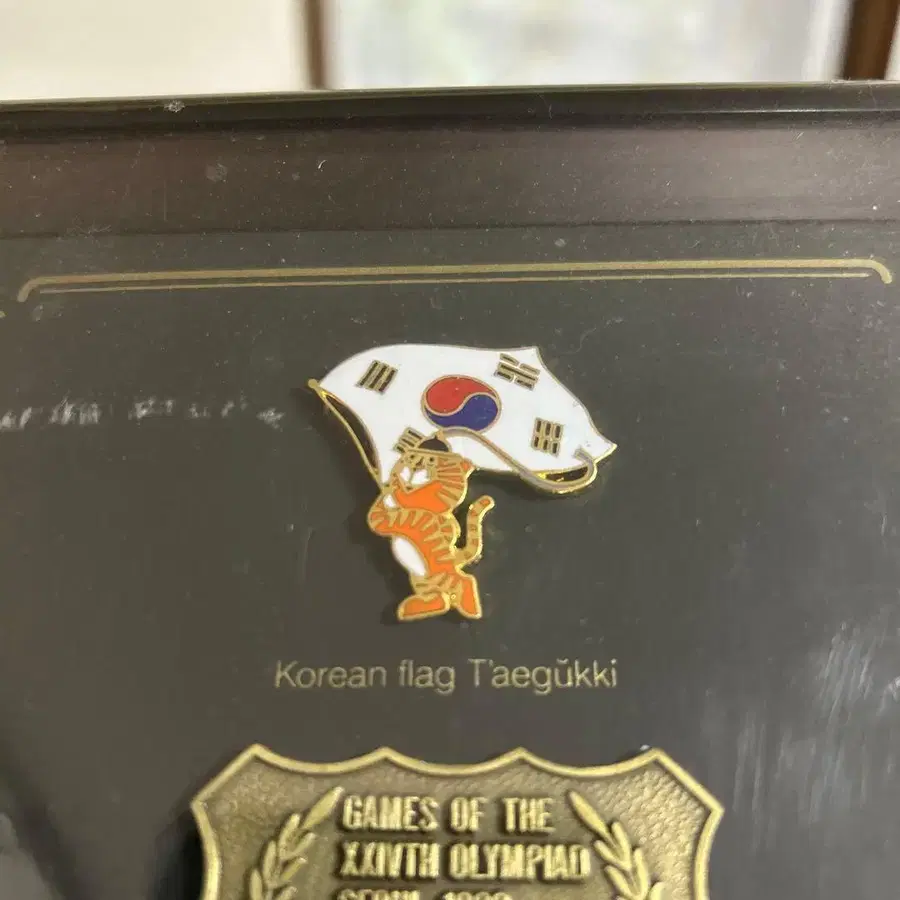 Korean flag T'aegŭkki
GAMES OF THE
XXIVTH OLYMPIAD